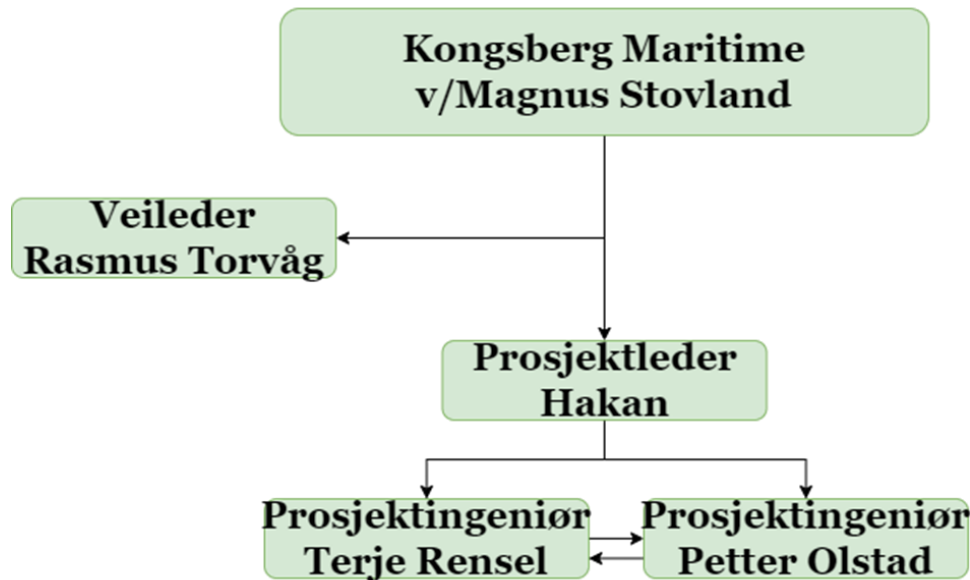 Kongsberg Maritime
v/Magnus Stovland
Veileder
Rasmus Torvåg
Prosjektleder
Hakan
Prosjektingeniør
Terje Rensel
Prosjektingeniør
Petter Olstad